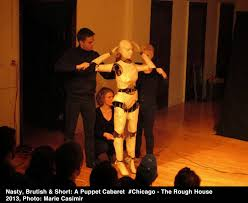 Nasty, Brutish & Short: A Puppet Cabaret  #Chicago - The Rough House
2013, Photo: Marie Casimir